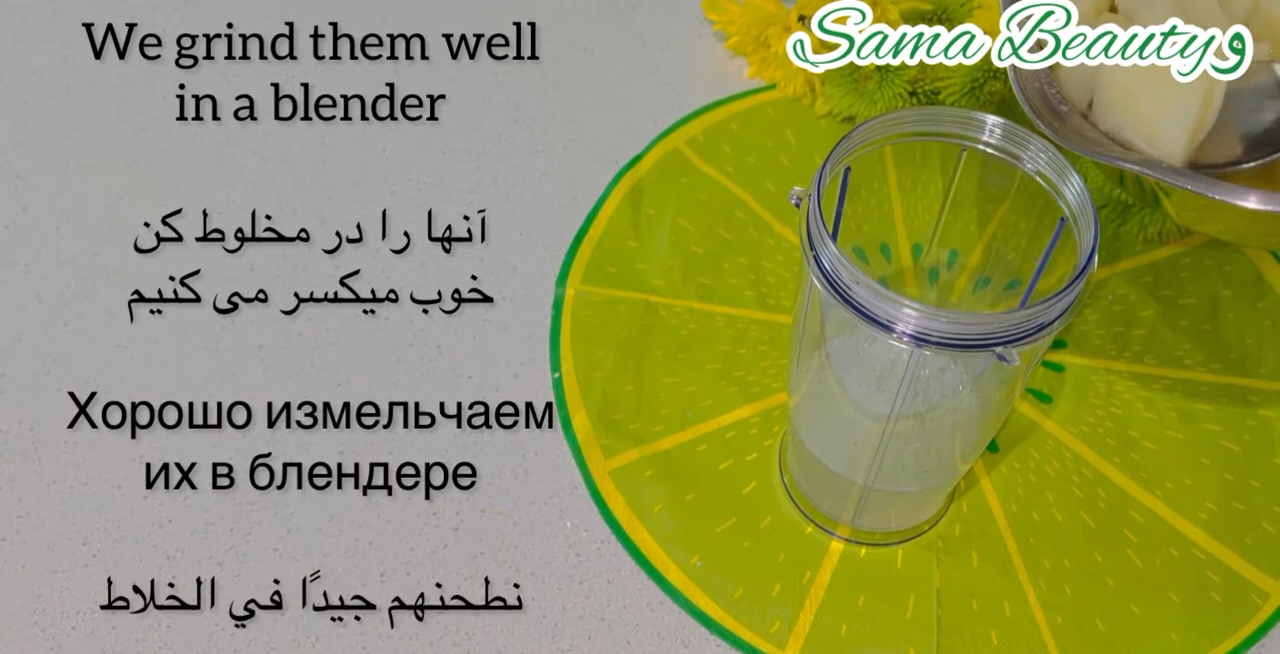 We grind them well
in a blender
آنها را در مخلوط کن
خوب میکسر می کنیم
Хорошо измельчаем
их в блендере
نطحنهم جيدًا في الخلاط
Sama Beautyو